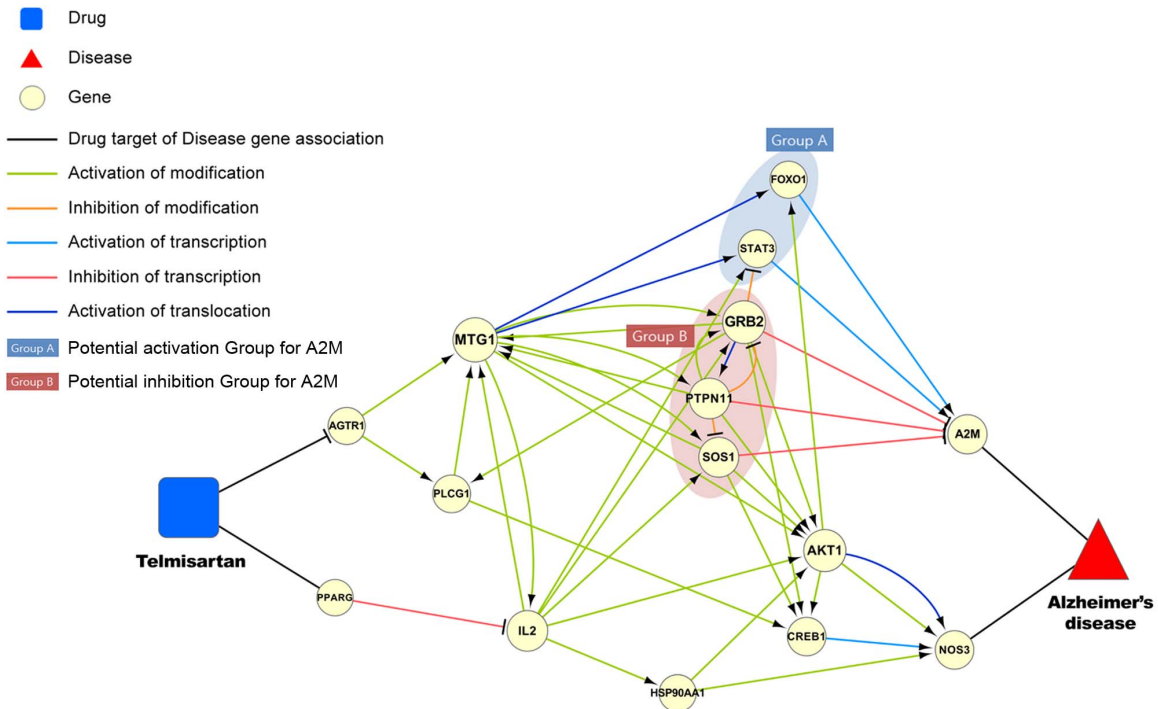 Drug
Disease
Gene
Drug target of Disease gene association
Activation of modification
Inhibition of modification
Activation of transcription
Inhibition of transcription
Activation of translocation
Group A Potential activation Group for A2M
Group B Potential inhibition Group for A2M
Group A
FOXO1
STAT3
GRB2
Group B
MTG1
PTPN11
AGTR1
A2M
SOS1
PLCG1
Telmisartan
AKT1
PPARG
Alzheimer's
disease
IL2
CREB1
NOS3
HSP90AA1